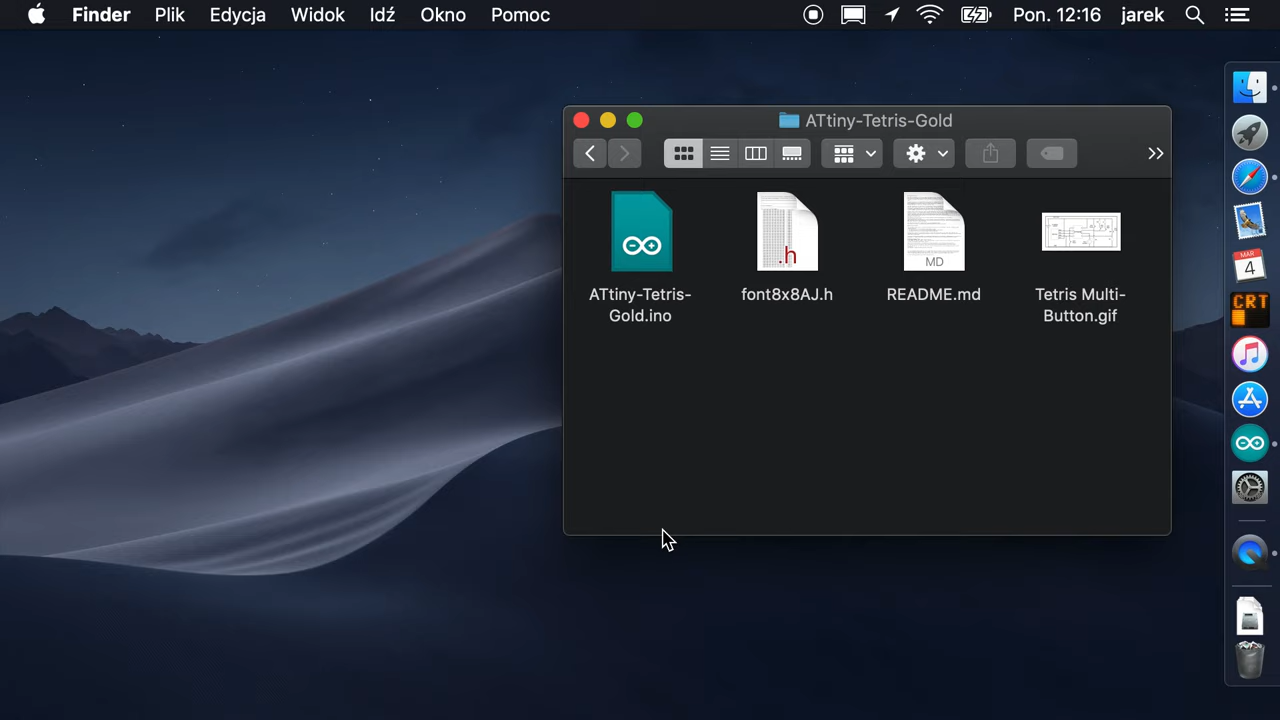 Finder Plik Edycja Widok Idź Okno Pomoc Pon. 12:16 jarek
ATtiny-Tetris-Gold
.h
MD
ATtiny-Tetris-
Gold.ino
font8x8AJ.h
README.md
Tetris Multi-
Button.gif
MAR
4
CRT